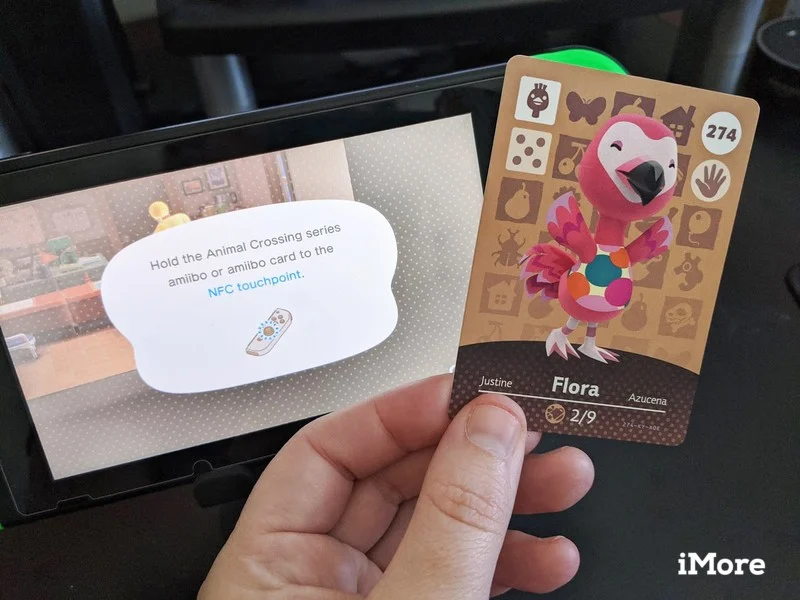 Hold the Animal Crossing series
amiibo or amiibo card to the
NFC touchpoint.
274
Justine
Flora
Azucena
2/9
iMore